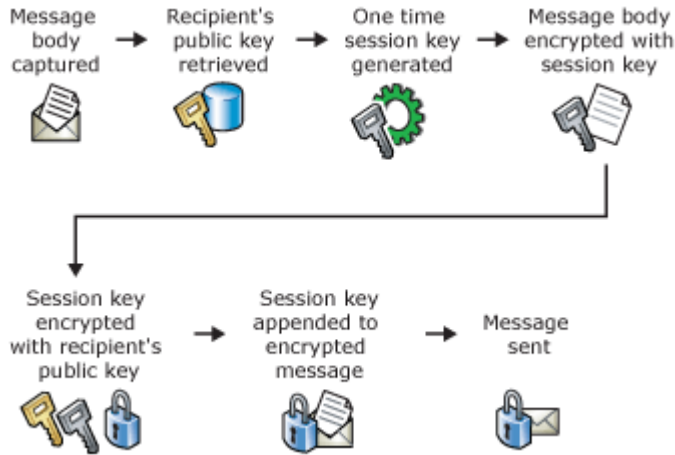 Message
body
captured
Recipient's
public key
retrieved
One time
session key
generated
Message body
encrypted with
session key
Session key
encrypted
with recipient's
public key
Session key
appended to
encrypted
message
Message
sent